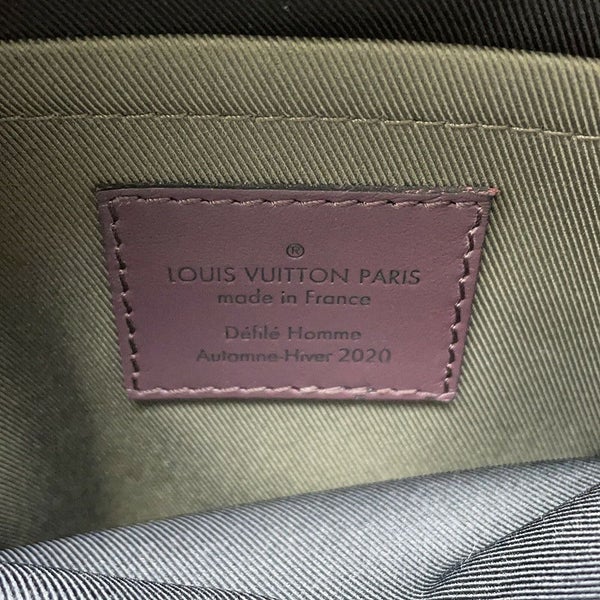 ®
LOUIS VUITTON PARIS
made in France
Défilé Homme
Automne-Hiver 2020